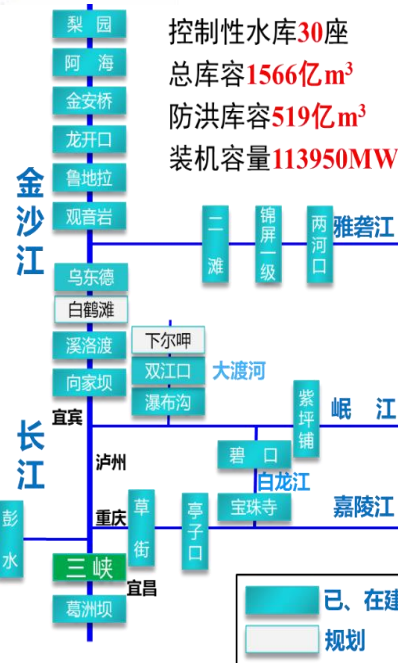 控制性水库30座
总库容1566亿m³
防洪库容519亿m³
装机容量113950MW
梨园
阿海
金安桥
龙开口
鲁地拉
观音岩
金沙江
二滩
锦屏一级
两河口
雅砻江
乌东德
白鹤滩
溪洛渡
向家坝
下尔呷
双江口
瀑布沟
大渡河
紫坪铺
宜宾
岷江
长江
泸州
碧口
白龙江
宝珠寺
重庆
草街
亭子口
嘉陵江
彭水
三峡
宜昌
葛洲坝
已、在建
规划